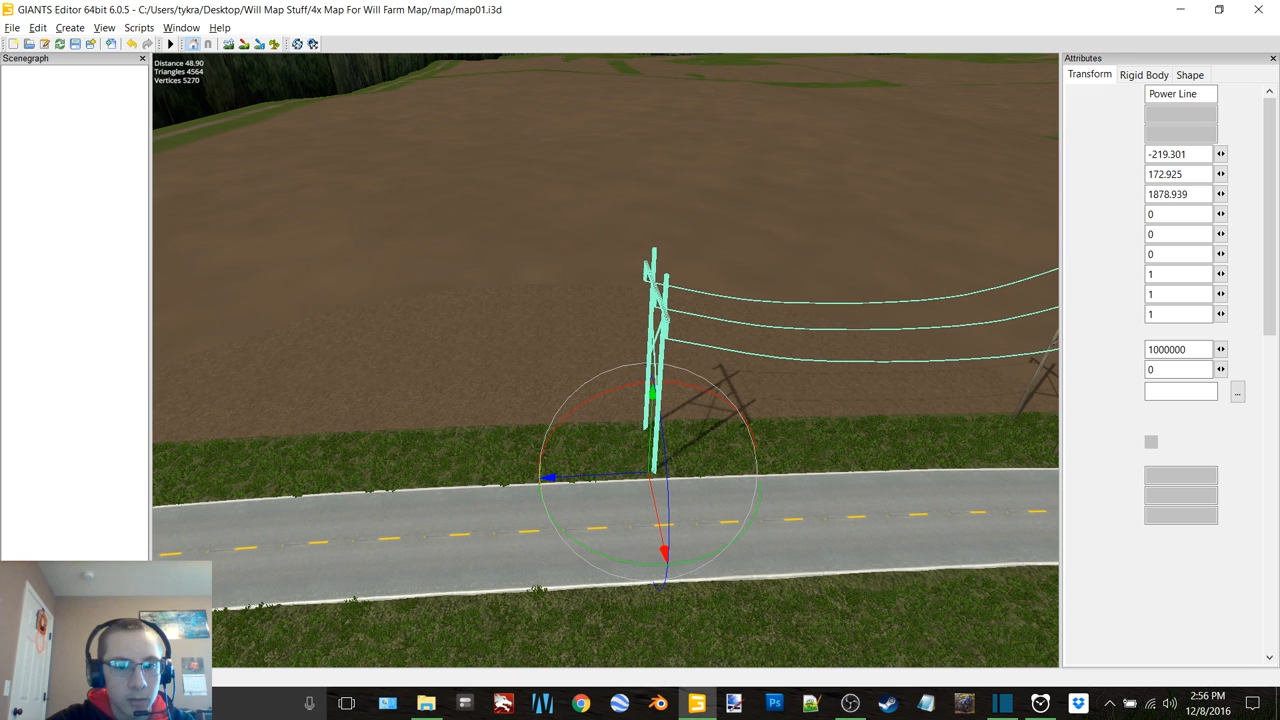 GIANTS Editor 64bit 6.0.5 - C:/Users/tykra/Desktop/Will Map Stuff/4x Map For Will Farm Map/map/map01.i3d
File Edit Create View Scripts Window Help
Scenegraph
Distance 48.90
Triangles 4564
Vertices 5270
Attributes
Transform Rigid Body Shape
Power Line
-219.301
172.925
1878.939
0
0
0
1
1
1
1000000
0
...
2:56 PM
12/8/2016